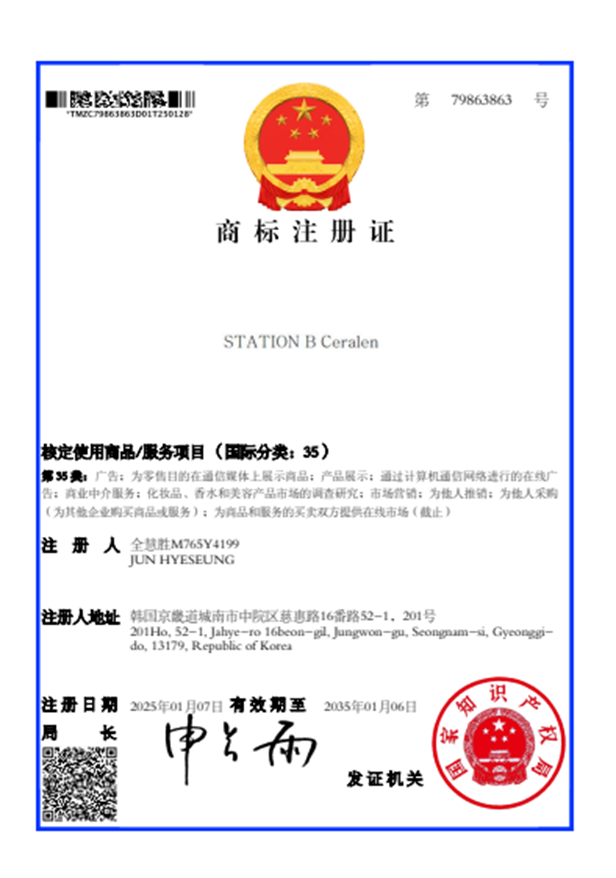 第 79863863 号
*TMZC79863863D01T250128*
商标注册证
STATION B Ceralen
核定使用商品/服务项目（国际分类：35）
第35类：广告；为零售目的在通信媒体上展示商品；产品展示；通过计算机通信网络进行的在线广
告；商业中介服务；化妆品、香水和美容产品市场的调查研究；市场营销；为他人推销；为他人采购
（为其他企业购买商品或服务）；为商品和服务的买卖双方提供在线市场（截止）
注册人 全慧胜M765Y4199
JUN HYESEUNG
注册人地址 韩国京畿道城南市中院区慈惠路16番路52-1，201号
201Ho, 52-1, Jahye-ro 16beon-gil, Jungwon-gu, Seongnam-si, Gyeonggi-
do, 13179, Republic of Korea
注册日期 2025年01月07日 有效期至 2035年01月06日
局长 申长雨
发证机关
国家知识产权局